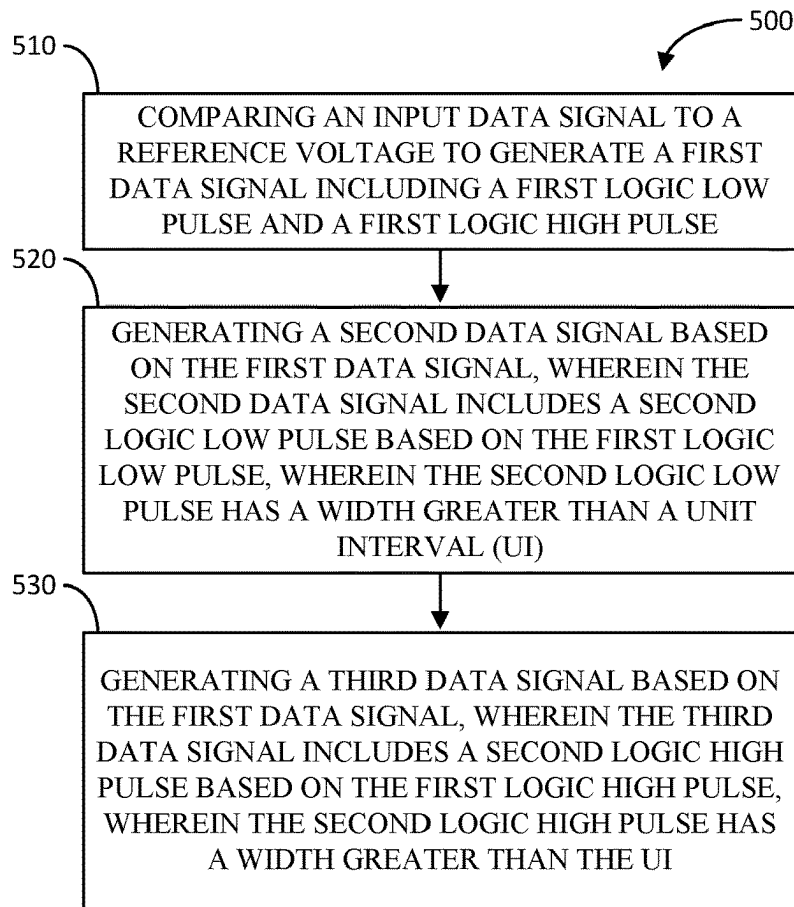 500
510
COMPARING AN INPUT DATA SIGNAL TO A
REFERENCE VOLTAGE TO GENERATE A FIRST
DATA SIGNAL INCLUDING A FIRST LOGIC LOW
PULSE AND A FIRST LOGIC HIGH PULSE
520
GENERATING A SECOND DATA SIGNAL BASED
ON THE FIRST DATA SIGNAL, WHEREIN THE
SECOND DATA SIGNAL INCLUDES A SECOND
LOGIC LOW PULSE BASED ON THE FIRST LOGIC
LOW PULSE, WHEREIN THE SECOND LOGIC LOW
PULSE HAS A WIDTH GREATER THAN A UNIT
INTERVAL (UI)
530
GENERATING A THIRD DATA SIGNAL BASED ON
THE FIRST DATA SIGNAL, WHEREIN THE THIRD
DATA SIGNAL INCLUDES A SECOND LOGIC HIGH
PULSE BASED ON THE FIRST LOGIC HIGH PULSE,
WHEREIN THE SECOND LOGIC HIGH PULSE HAS
A WIDTH GREATER THAN THE UI